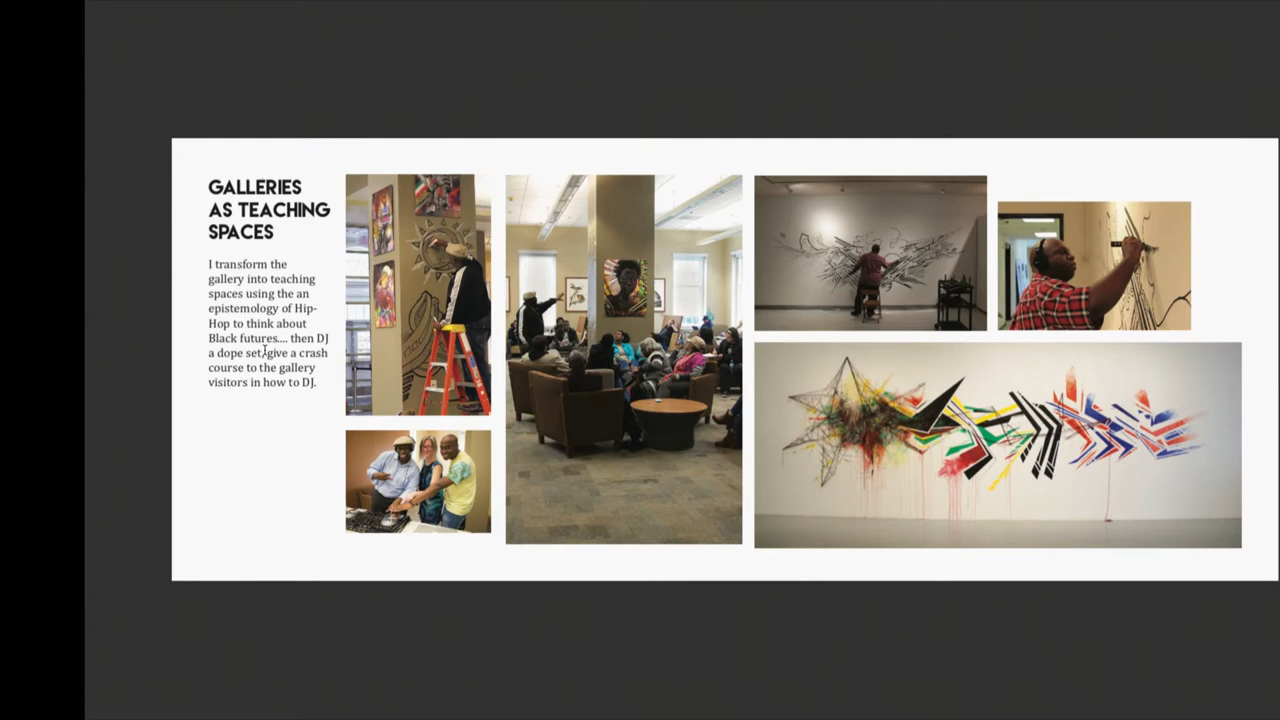 GALLERIES
AS TEACHING
SPACES
I transform the
gallery into teaching
spaces using the an
epistemology of Hip-
Hop to think about
Black futures.... then DJ
a dope set/give a crash
course to the gallery
visitors in how to DJ.